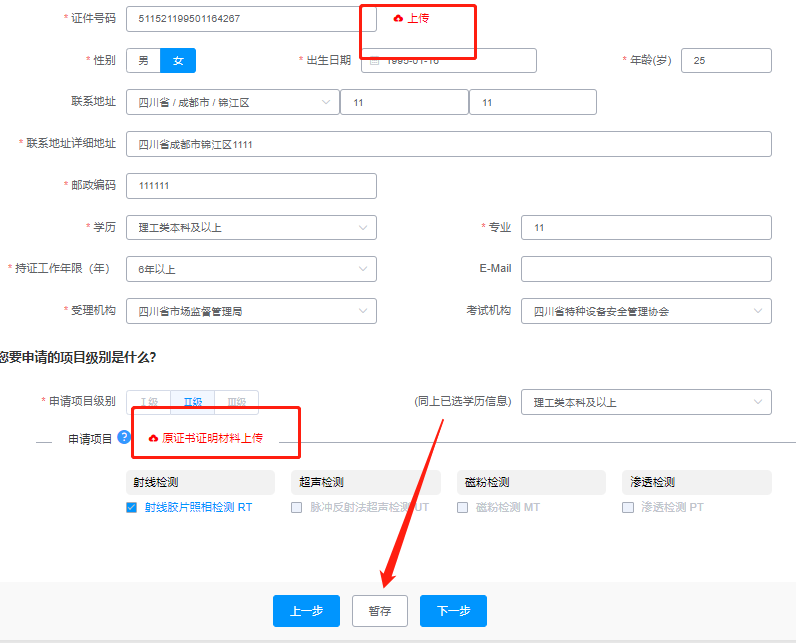 * 证件号码 511521199501164267 上传
* 性别 男 女 * 出生日期 1995-01-16 * 年龄(岁) 25
联系地址 四川省 / 成都市 / 锦江区 11 11
* 联系地址详细地址 四川省成都市锦江区1111
* 邮政编码 111111
* 学历 理工类本科及以上 * 专业 11
* 持证工作年限（年） 6年以上 E-Mail
* 受理机构 四川省市场监督管理局 考试机构 四川省特种设备安全管理协会
您要申请的项目级别是什么?
* 申请项目级别 I 级 II级 III级 (同上已选学历信息) 理工类本科及以上
申请项目 ? 原证书证明材料上传
射线检测 超声检测 磁粉检测 渗透检测
射线胶片照相检测 RT 脉冲反射法超声检测 UT 磁粉检测 MT 渗透检测 PT
上一步 暂存 下一步